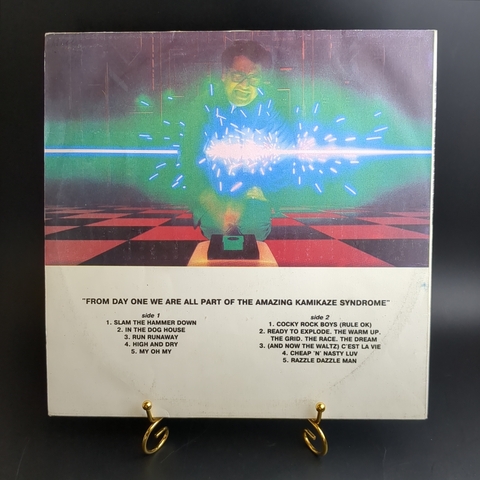 "FROM DAY ONE WE ARE ALL PART OF THE AMAZING KAMIKAZE SYNDROME"
side 1
1. SLAM THE HAMMER DOWN
2. IN THE DOG HOUSE
3. RUN RUNAWAY
4. HIGH AND DRY
5. MY OH MY
side 2
1. COCKY ROCK BOYS (RULE OK)
2. READY TO EXPLODE. THE WARM UP.
THE GRID. THE RACE. THE DREAM
3. (AND NOW THE WALTZ) C'EST LA VIE
4. CHEAP 'N' NASTY LUV
5. RAZZLE DAZZLE MAN